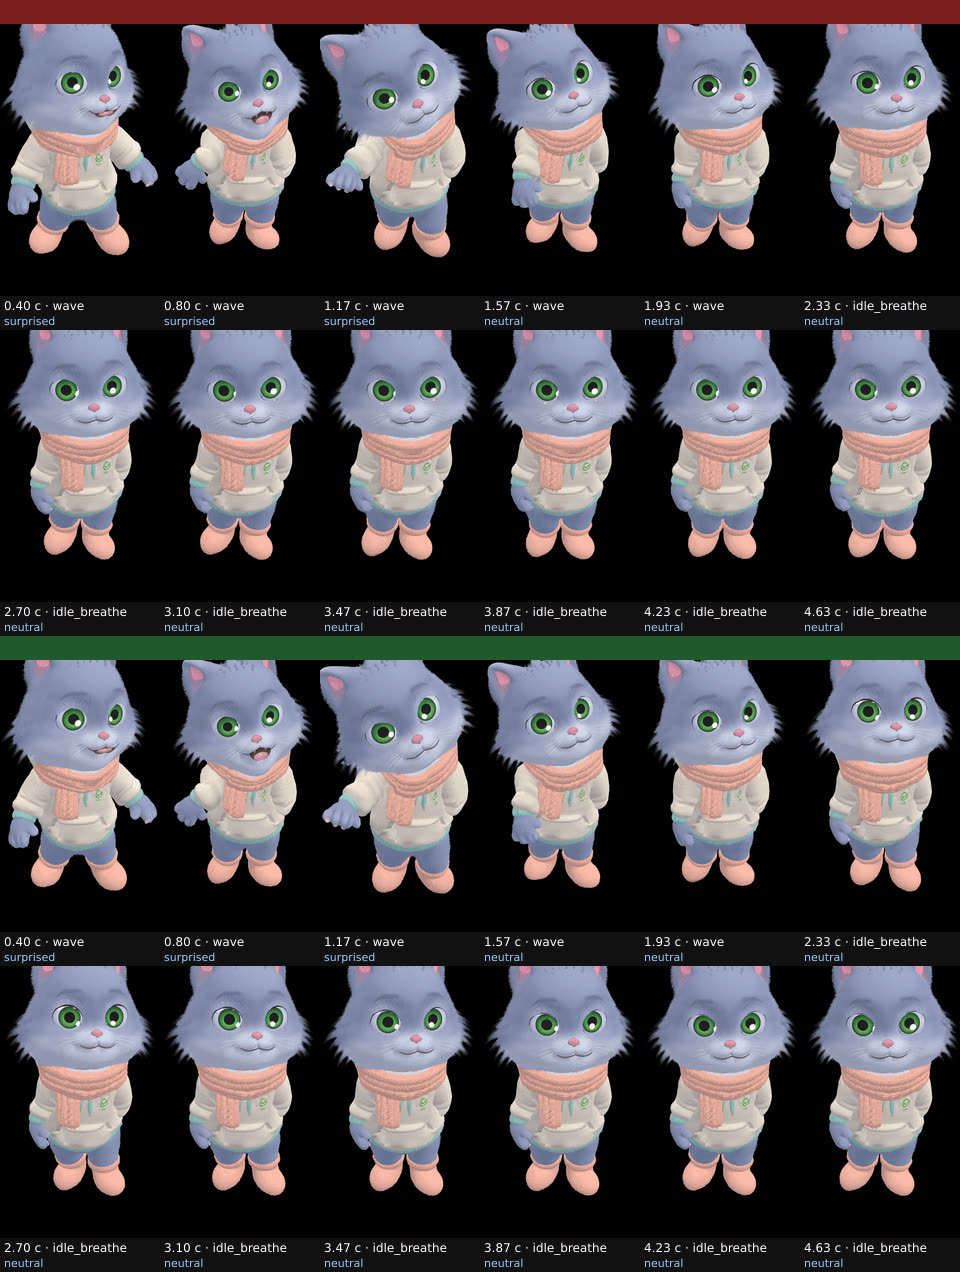 0.40 с · wave
surprised
0.80 с · wave
surprised
1.17 с · wave
surprised
1.57 с · wave
neutral
1.93 с · wave
neutral
2.33 с · idle_breathe
neutral
2.70 с · idle_breathe
neutral
3.10 с · idle_breathe
neutral
3.47 с · idle_breathe
neutral
3.87 с · idle_breathe
neutral
4.23 с · idle_breathe
neutral
4.63 с · idle_breathe
neutral
0.40 с · wave
surprised
0.80 с · wave
surprised
1.17 с · wave
surprised
1.57 с · wave
neutral
1.93 с · wave
neutral
2.33 с · idle_breathe
neutral
2.70 с · idle_breathe
neutral
3.10 с · idle_breathe
neutral
3.47 с · idle_breathe
neutral
3.87 с · idle_breathe
neutral
4.23 с · idle_breathe
neutral
4.63 с · idle_breathe
neutral